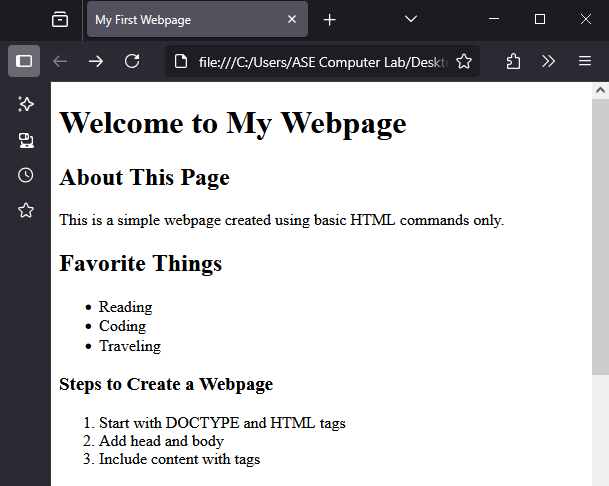 My First Webpage
file:///C:/Users/ASE Computer Lab/Deskt
Welcome to My Webpage
About This Page
This is a simple webpage created using basic HTML commands only.
Favorite Things
• Reading
• Coding
• Traveling
Steps to Create a Webpage
1. Start with DOCTYPE and HTML tags
2. Add head and body
3. Include content with tags